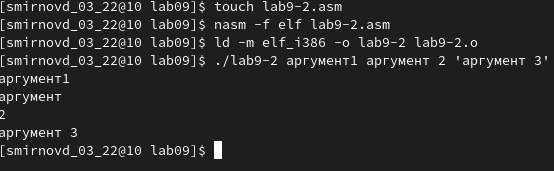 [smirnovd_03_22@10 lab09]$ touch lab9-2.asm
[smirnovd_03_22@10 lab09]$ nasm -f elf lab9-2.asm
[smirnovd_03_22@10 lab09]$ ld -m elf_i386 -o lab9-2 lab9-2.o
[smirnovd_03_22@10 lab09]$ ./lab9-2 аргумент1 аргумент 2 'аргумент 3'
аргумент1
аргумент
2
аргумент 3
[smirnovd_03_22@10 lab09]$